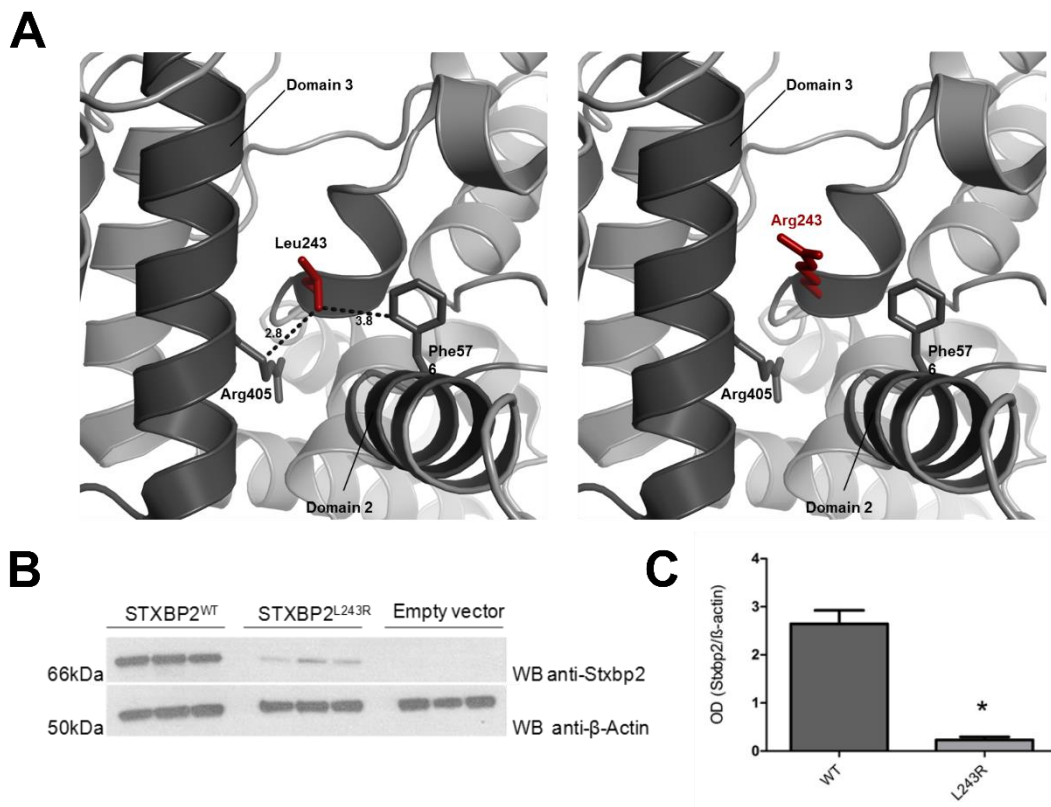 A
Domain 3
Leu243
2.8
3.8
Phe57
6
Arg405
Domain 2
Domain 3
Arg243
Phe57
6
Arg405
Domain 2
B
STXBP2WT STXBP2L243R Empty vector
66kDa WB anti-Stxbp2
50kDa WB anti-β-Actin
C
OD (Stxbp2/ß-actin)
4
3
2
1
0
*
WT
L243R